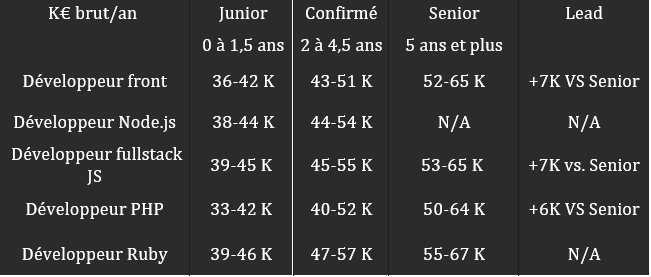 K€ brut/an Junior Confirmé Senior Lead
0 à 1,5 ans 2 à 4,5 ans 5 ans et plus
Développeur front 36-42 K 43-51 K 52-65 K +7K VS Senior
Développeur Node.js 38-44 K 44-54 K N/A N/A
Développeur fullstack
JS 39-45 K 45-55 K 53-65 K +7K vs. Senior
Développeur PHP 33-42 K 40-52 K 50-64 K +6K VS Senior
Développeur Ruby 39-46 K 47-57 K 55-67 K N/A